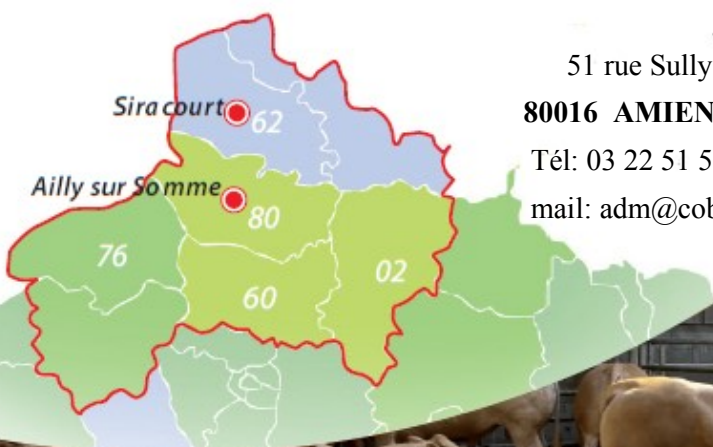 51 rue Sully
80016 AMIEN
Tél: 03 22 51 5
mail: adm@cob
Siracourt
62
Ailly sur Somme
80
76
02
60